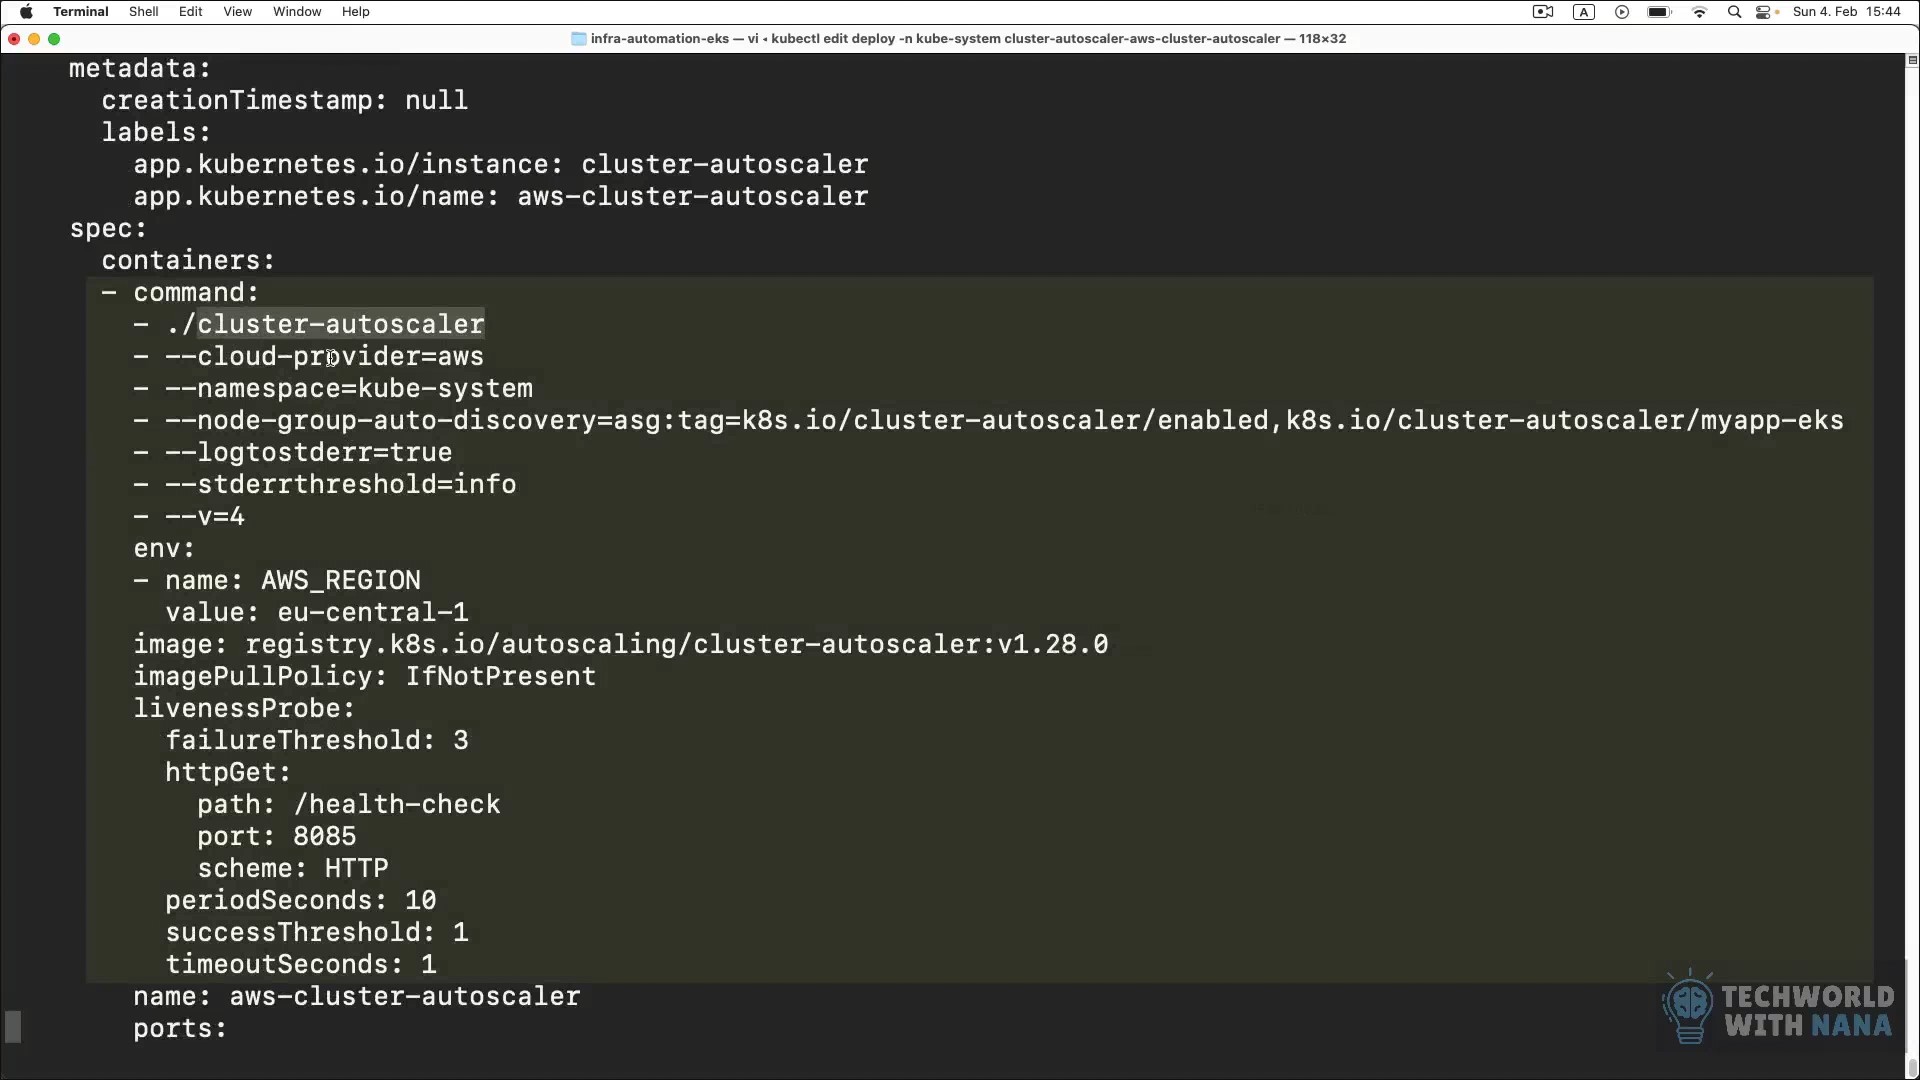 Terminal Shell Edit View Window Help A Sun 4. Feb 15:44
infra-automation-eks — vi ◂ kubectl edit deploy -n kube-system cluster-autoscaler-aws-cluster-autoscaler — 118×32
metadata:
creationTimestamp: null
labels:
app.kubernetes.io/instance: cluster-autoscaler
app.kubernetes.io/name: aws-cluster-autoscaler
spec:
containers:
- command:
- ./cluster-autoscaler
- --cloud-provider=aws
- --namespace=kube-system
- --node-group-auto-discovery=asg:tag=k8s.io/cluster-autoscaler/enabled,k8s.io/cluster-autoscaler/myapp-eks
- --logtostderr=true
- --stderrthreshold=info
- --v=4
env:
- name: AWS_REGION
value: eu-central-1
image: registry.k8s.io/autoscaling/cluster-autoscaler:v1.28.0
imagePullPolicy: IfNotPresent
livenessProbe:
failureThreshold: 3
httpGet:
path: /health-check
port: 8085
scheme: HTTP
periodSeconds: 10
successThreshold: 1
timeoutSeconds: 1
name: aws-cluster-autoscaler
ports:
TECHWORLD
WITH NANA